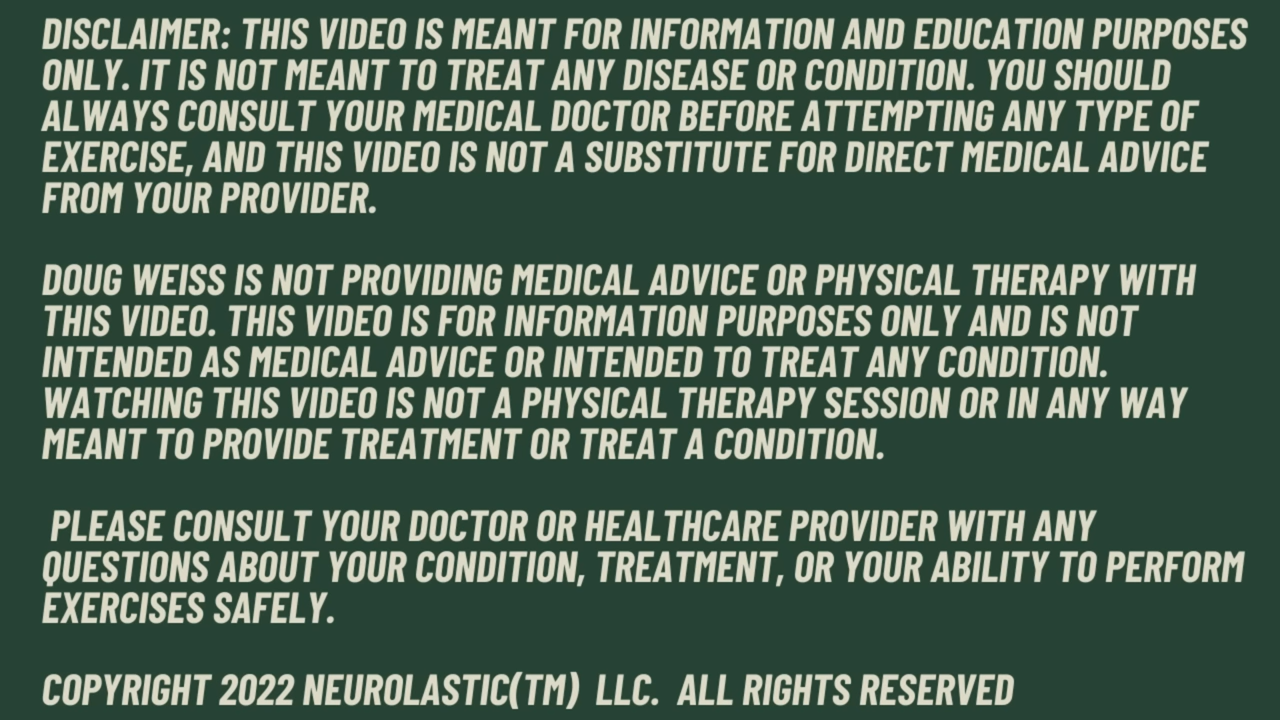 DISCLAIMER: THIS VIDEO IS MEANT FOR INFORMATION AND EDUCATION PURPOSES
ONLY. IT IS NOT MEANT TO TREAT ANY DISEASE OR CONDITION. YOU SHOULD
ALWAYS CONSULT YOUR MEDICAL DOCTOR BEFORE ATTEMPTING ANY TYPE OF
EXERCISE, AND THIS VIDEO IS NOT A SUBSTITUTE FOR DIRECT MEDICAL ADVICE
FROM YOUR PROVIDER.
DOUG WEISS IS NOT PROVIDING MEDICAL ADVICE OR PHYSICAL THERAPY WITH
THIS VIDEO. THIS VIDEO IS FOR INFORMATION PURPOSES ONLY AND IS NOT
INTENDED AS MEDICAL ADVICE OR INTENDED TO TREAT ANY CONDITION.
WATCHING THIS VIDEO IS NOT A PHYSICAL THERAPY SESSION OR IN ANY WAY
MEANT TO PROVIDE TREATMENT OR TREAT A CONDITION.
PLEASE CONSULT YOUR DOCTOR OR HEALTHCARE PROVIDER WITH ANY
QUESTIONS ABOUT YOUR CONDITION, TREATMENT, OR YOUR ABILITY TO PERFORM
EXERCISES SAFELY.
COPYRIGHT 2022 NEUROLASTIC(TM) LLC. ALL RIGHTS RESERVED